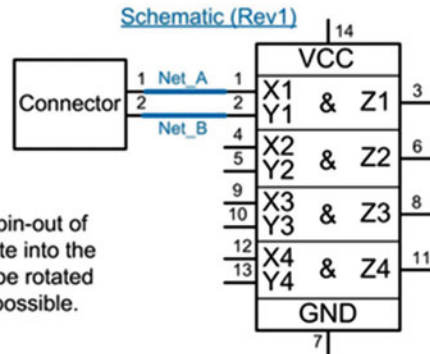 Schematic (Rev1)
14
VCC
Connector
1 Net_A 1
2 Net_B 2
X1 & Z1 3
Y1
4 X2 & Z2 6
5 Y2
9 X3 & Z3 8
10 Y3
12 X4 & Z4 11
13 Y4
GND
7
pin-out of
te into the
be rotated
possible.